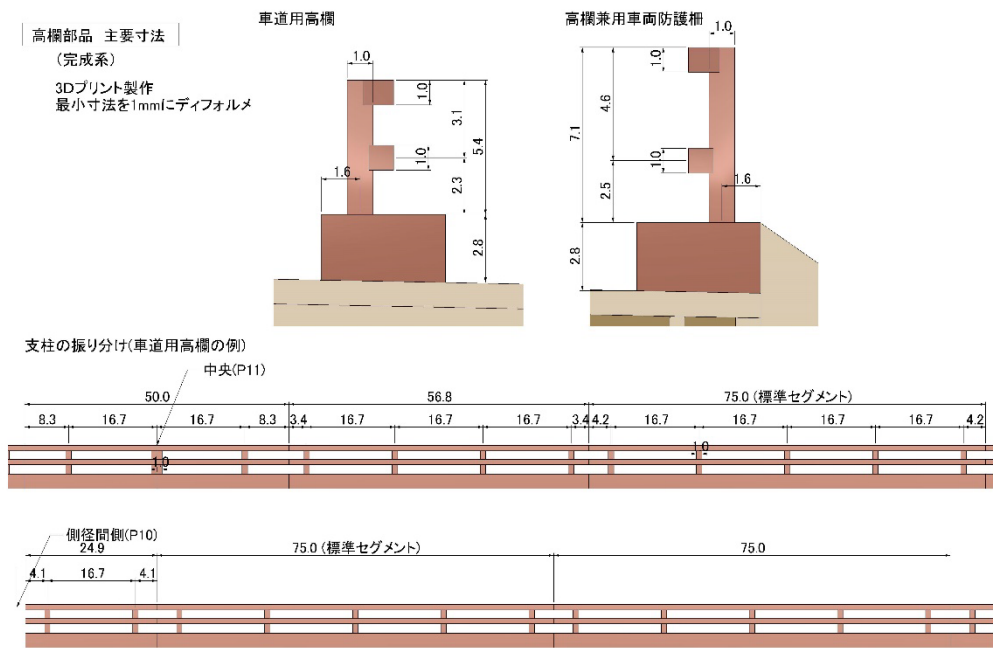 高欄部品 主要寸法
(完成系)
3Dプリント製作
最小寸法を1mmにディフォルメ
車道用高欄
1.0
1.0
3.1
5.4
1.0
2.3
1.6
2.8
高欄兼用車両防護柵
1.0
1.0
4.6
7.1
1.0
2.5
1.6
2.8
支柱の振り分け(車道用高欄の例)
中央(P11)
50.0 56.8 75.0 (標準セグメント)
8.3 16.7 16.7 8.3 3.4 16.7 16.7 16.7 3.4 4.2 16.7 16.7 16.7 16.7 4.2
1.0 1.0
側径間側(P10)
24.9 75.0 (標準セグメント) 75.0
4.1 16.7 4.1